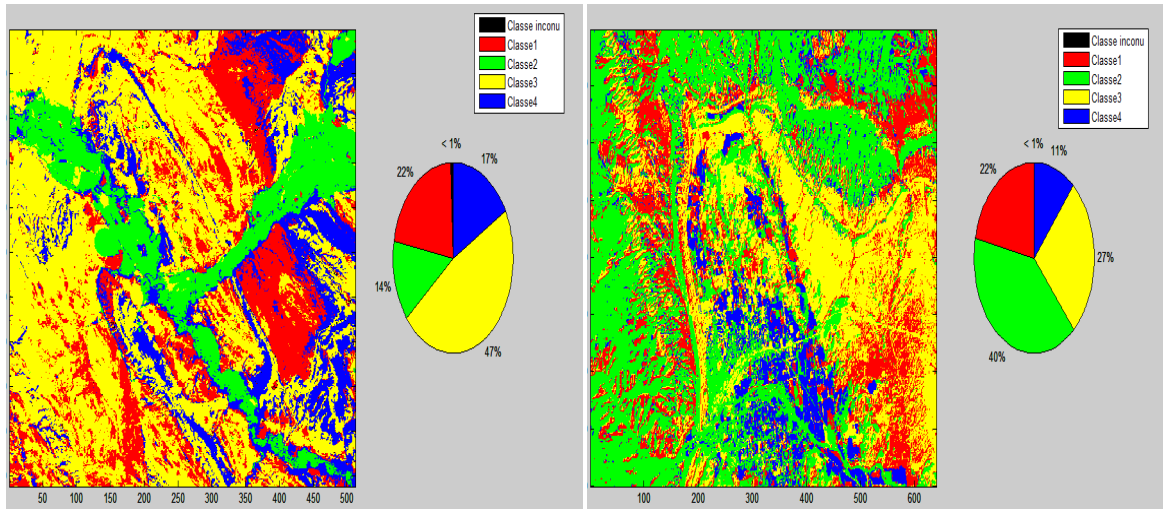 Classe inconu
Classe1
Classe2
Classe3
Classe4
< 1%
17%
22%
14%
47%
50 100 150 200 250 300 350 400 450 500
Classe inconu
Classe1
Classe2
Classe3
Classe4
< 1%
11%
22%
27%
40%
100 200 300 400 500 600